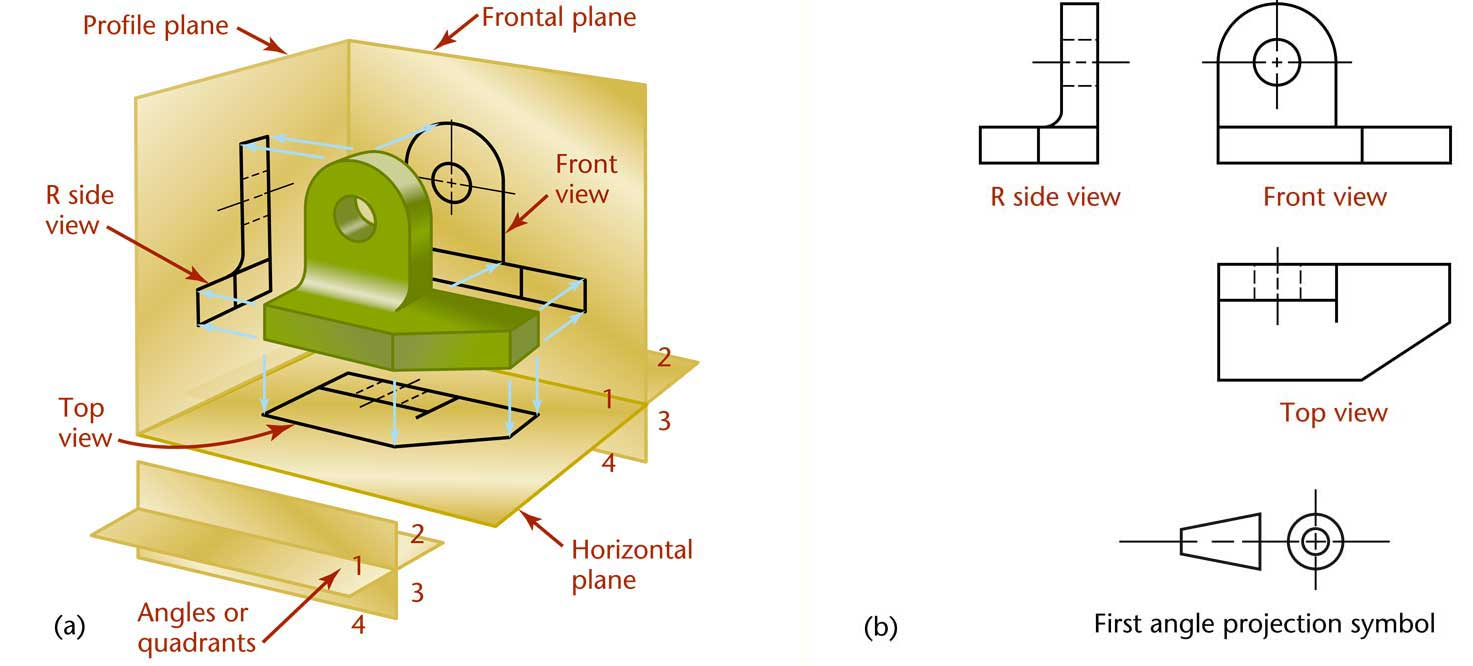 Profile plane
Frontal plane
R side
view
Front
view
Top
view
2
1
3
4
2
1
3
4
Horizontal
plane
Angles or
quadrants
(a)
R side view
Front view
Top view
(b)
First angle projection symbol